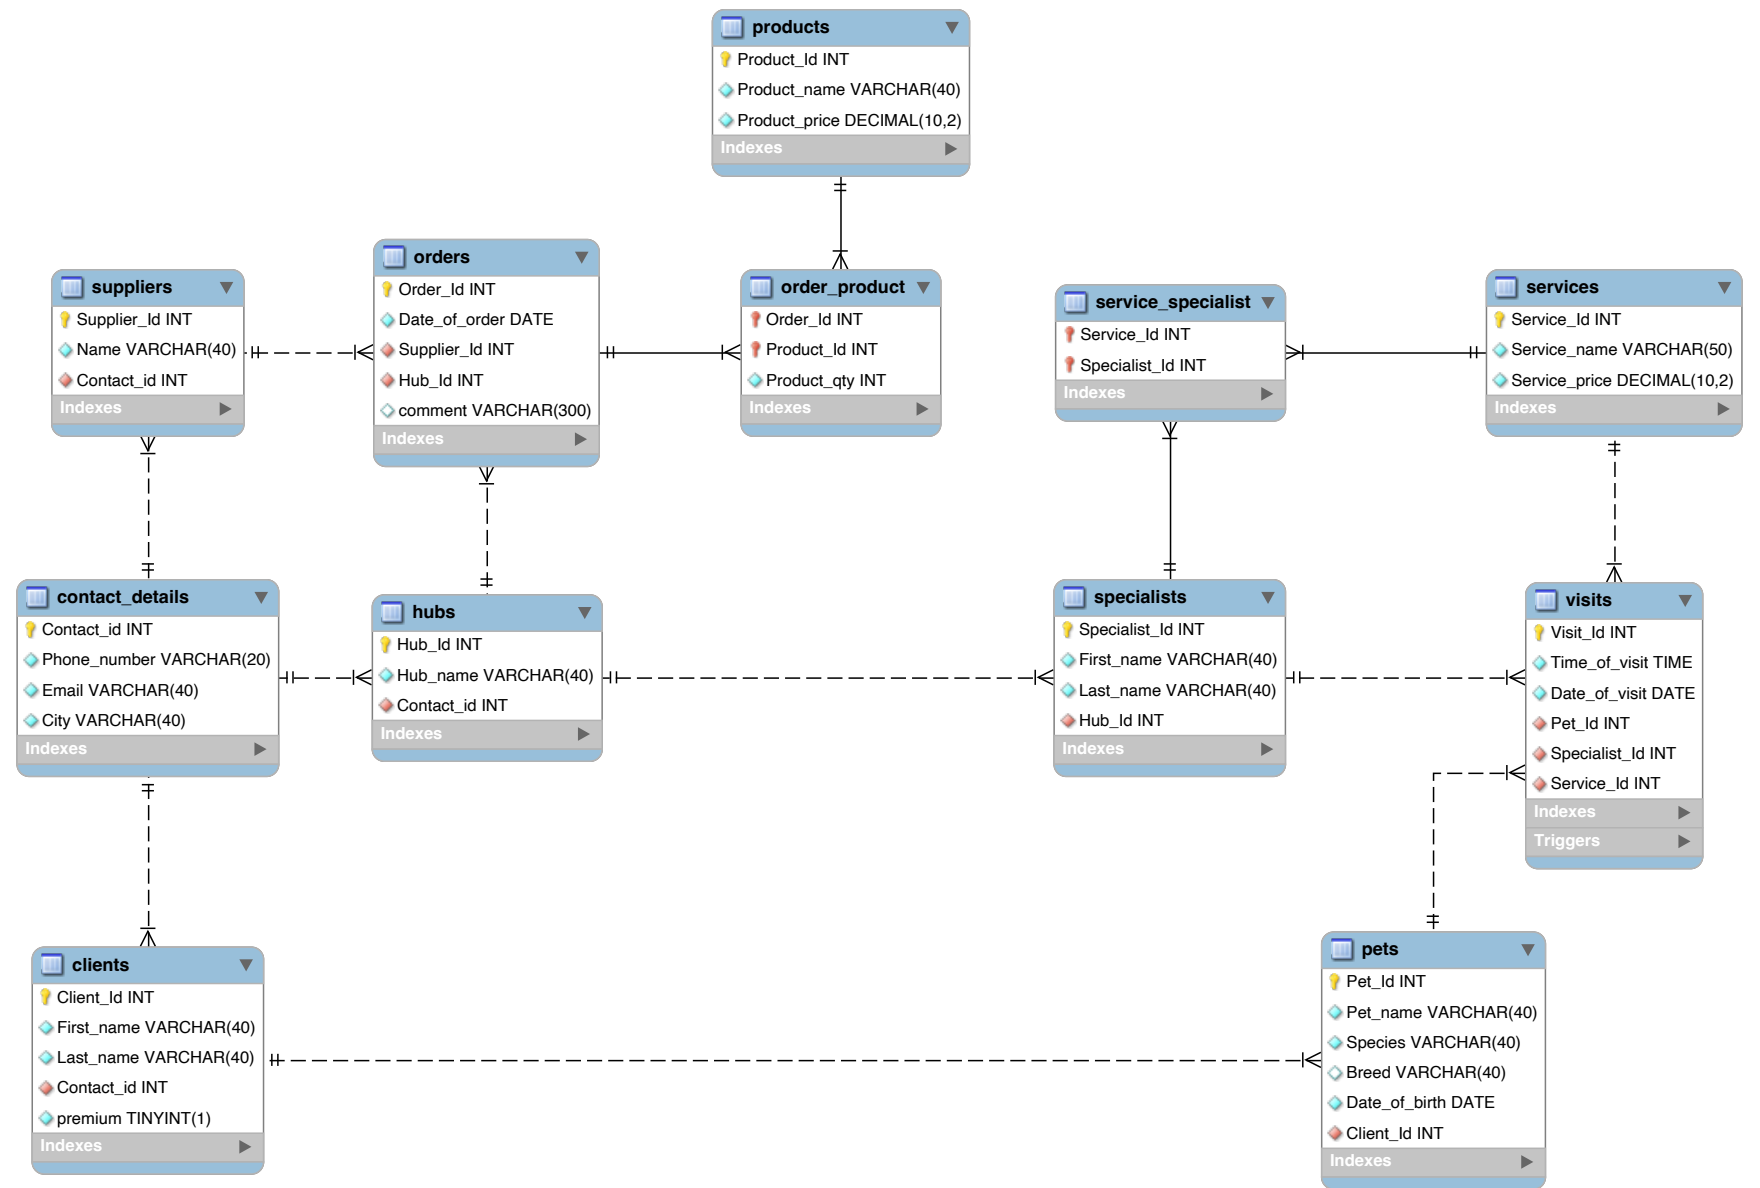 products
Product_Id INT
Product_name VARCHAR(40)
Product_price DECIMAL(10,2)
Indexes
suppliers
Supplier_Id INT
Name VARCHAR(40)
Contact_id INT
Indexes
orders
Order_Id INT
Date_of_order DATE
Supplier_Id INT
Hub_Id INT
comment VARCHAR(300)
Indexes
order_product
Order_Id INT
Product_Id INT
Product_qty INT
Indexes
service_specialist
Service_Id INT
Specialist_Id INT
Indexes
services
Service_Id INT
Service_name VARCHAR(50)
Service_price DECIMAL(10,2)
Indexes
contact_details
Contact_id INT
Phone_number VARCHAR(20)
Email VARCHAR(40)
City VARCHAR(40)
Indexes
hubs
Hub_Id INT
Hub_name VARCHAR(40)
Contact_id INT
Indexes
specialists
Specialist_Id INT
First_name VARCHAR(40)
Last_name VARCHAR(40)
Hub_Id INT
Indexes
visits
Visit_Id INT
Time_of_visit TIME
Date_of_visit DATE
Pet_Id INT
Specialist_Id INT
Service_Id INT
Indexes
Triggers
clients
Client_Id INT
First_name VARCHAR(40)
Last_name VARCHAR(40)
Contact_id INT
premium TINYINT(1)
Indexes
pets
Pet_Id INT
Pet_name VARCHAR(40)
Species VARCHAR(40)
Breed VARCHAR(40)
Date_of_birth DATE
Client_Id INT
Indexes